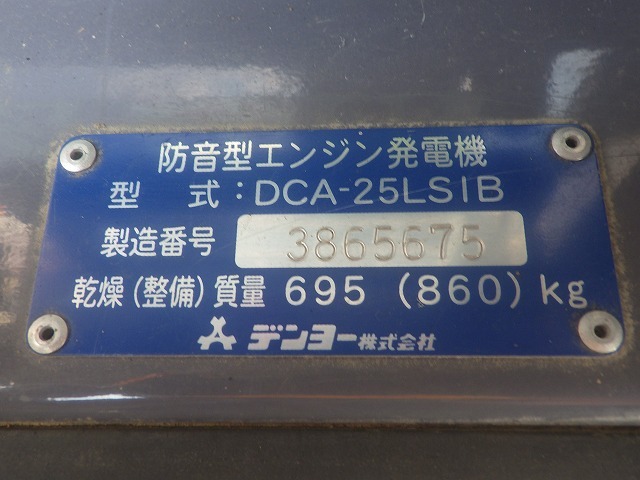 防音型エンジン発電機
型 式：DCA-25LSIB
製造番号 3865675
乾燥(整備)質量 695 (860) kg
デンヨー株式会社